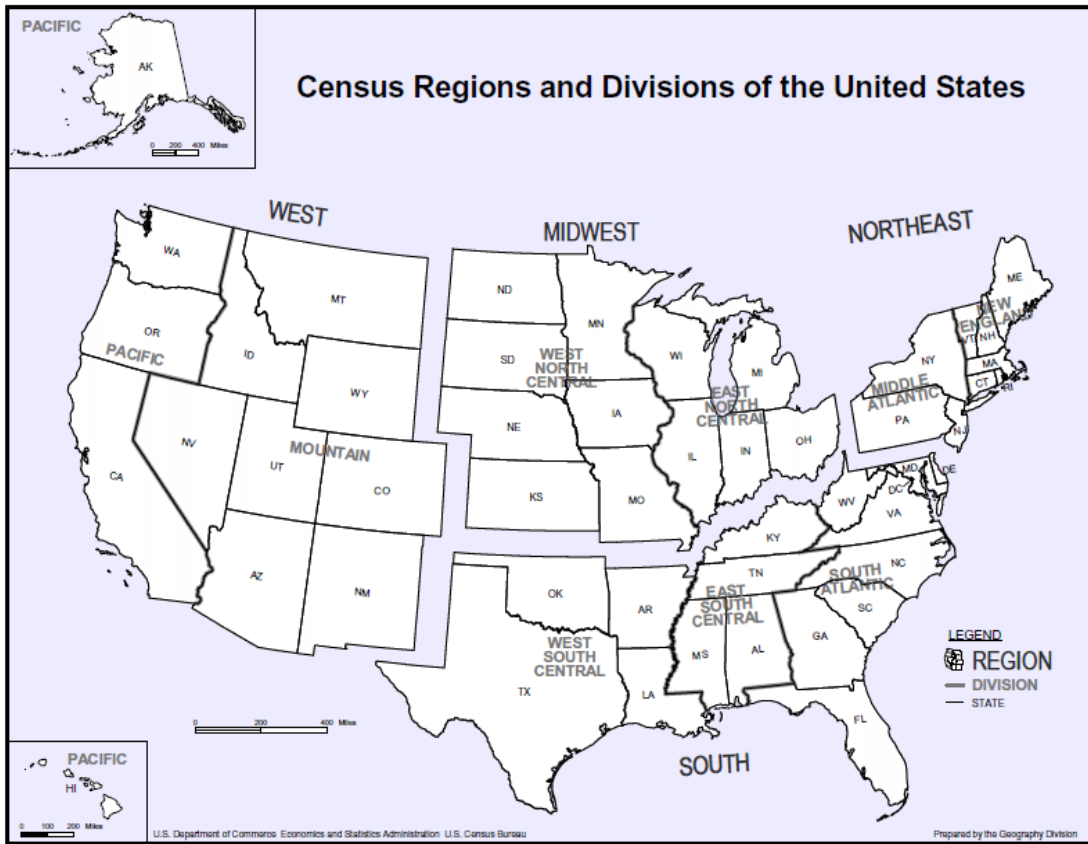 PACIFIC
AK
0 200 400 Miles
Census Regions and Divisions of the United States
WEST
MIDWEST
NORTHEAST
WA
MT
ND
MN
ME
OR
ID
SD
WI
MI
NY
VT
NH
NEW
ENGLAND
MA
CT
RI
PACIFIC
WY
WEST
NORTH
CENTRAL
IA
EAST
NORTH
CENTRAL
MIDDLE
ATLANTIC
PA
NJ
NV
UT
MOUNTAIN
CO
NE
IL
IN
OH
CA
KS
MO
WV
MD
DE
DC
VA
KY
AZ
NM
OK
AR
TN
NC
EAST
SOUTH
CENTRAL
SOUTH
ATLANTIC
SC
WEST
SOUTH
CENTRAL
TX
LA
MS
AL
GA
FL
LEGEND
REGION
DIVISION
STATE
0 200 400 Miles
SOUTH
PACIFIC
HI
0 100 200 Miles
U.S. Department of Commerce Economics and Statistics Administration U.S. Census Bureau
Prepared by the Geography Division